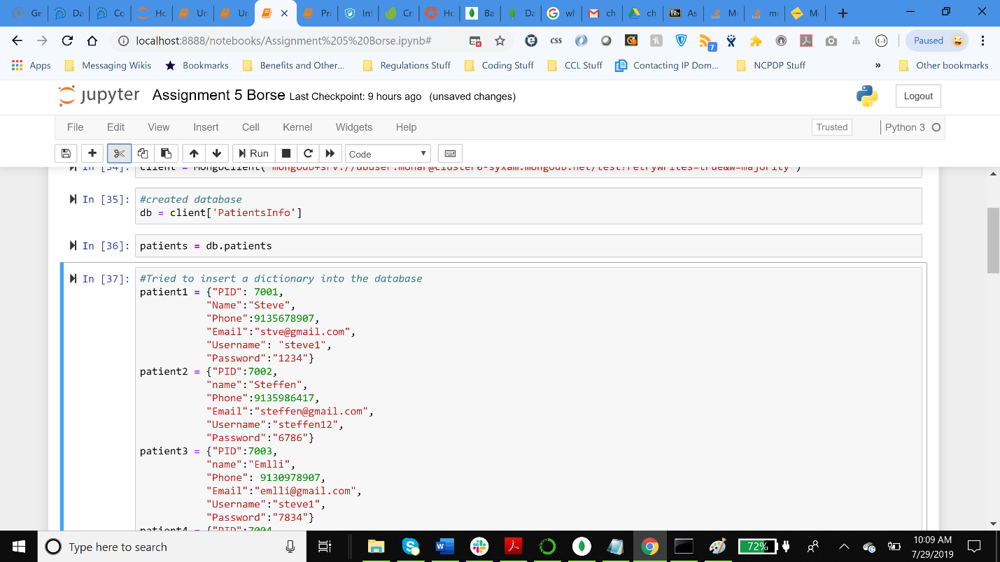 Ge Da Co Ho Un Un Pr Int Cr Ho Ba Da wh ch ch As Mo mo Mo
localhost:8888/notebooks/Assignment%205%20Borse.ipynb# css 7 Paused
Apps Messaging Wikis Bookmarks Benefits and Other... Regulations Stuff Coding Stuff CCL Stuff Contacting IP Dom... NCPDP Stuff » Other bookmarks
jupyter Assignment 5 Borse Last Checkpoint: 9 hours ago (unsaved changes) Logout
File Edit View Insert Cell Kernel Widgets Help Trusted Python 3
Run Code
In [34]: client = MongoClient("mongodb+srv://dbuser:mohar@cluster0-syxam.mongodb.net/test?retryWrites=true&w=majority")
In [35]: #created database
db = client['PatientsInfo']
In [36]: patients = db.patients
In [37]: #Tried to insert a dictionary into the database
patient1 = {"PID": 7001,
"Name":"Steve",
"Phone":9135678907,
"Email":"stve@gmail.com",
"Username": "steve1",
"Password":"1234"}
patient2 = {"PID":7002,
"name":"Steffen",
"Phone":9135986417,
"Email":"steffen@gmail.com",
"Username":"steffen12",
"Password":"6786"}
patient3 = {"PID":7003,
"name":"Emlli",
"Phone": 9130978907,
"Email":"emlli@gmail.com",
"Username":"steve1",
"Password":"7834"}
patient4 = {"PID":7004,
Type here to search 72% 10:09 AM
7/29/2019